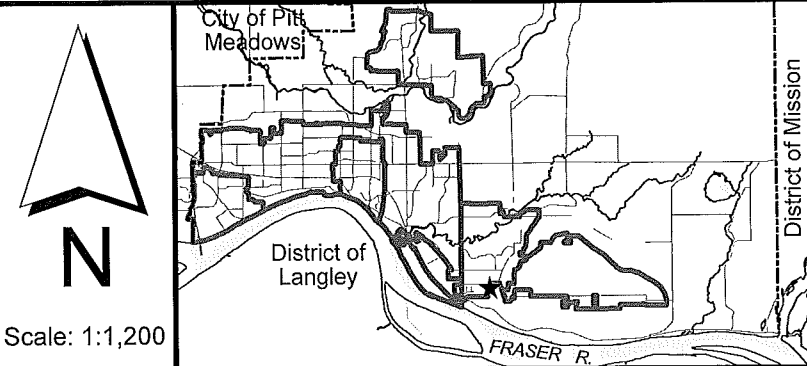 N
Scale: 1:1,200
City of Pitt
Meadows
District of
Langley
District of Mission
FRASER R.